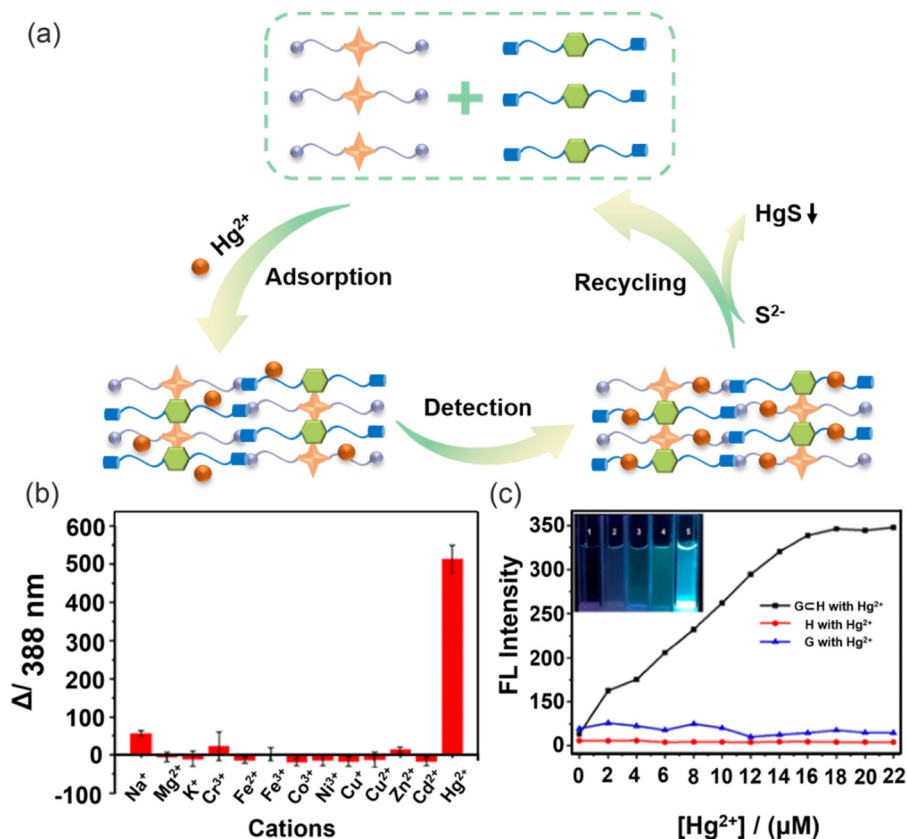 (a)
Hg²⁺
Adsorption
Recycling
HgS↓
S²⁻
Detection
(b)
Δ/ 388 nm
600
500
400
300
200
100
0
-100
Na⁺ Mg²⁺ K⁺ Cr³⁺ Fe²⁺ Fe³⁺ Co³⁺ Ni³⁺ Cu⁺ Cu²⁺ Zn²⁺ Cd²⁺ Hg²⁺
Cations
(c)
FL Intensity
350
250
350
250
150
50
0
1 2 3 4 5
G⊂H with Hg²⁺
H with Hg²⁺
G with Hg²⁺
0 2 4 6 8 10 12 14 16 18 20 22
[Hg²⁺] / (μM)